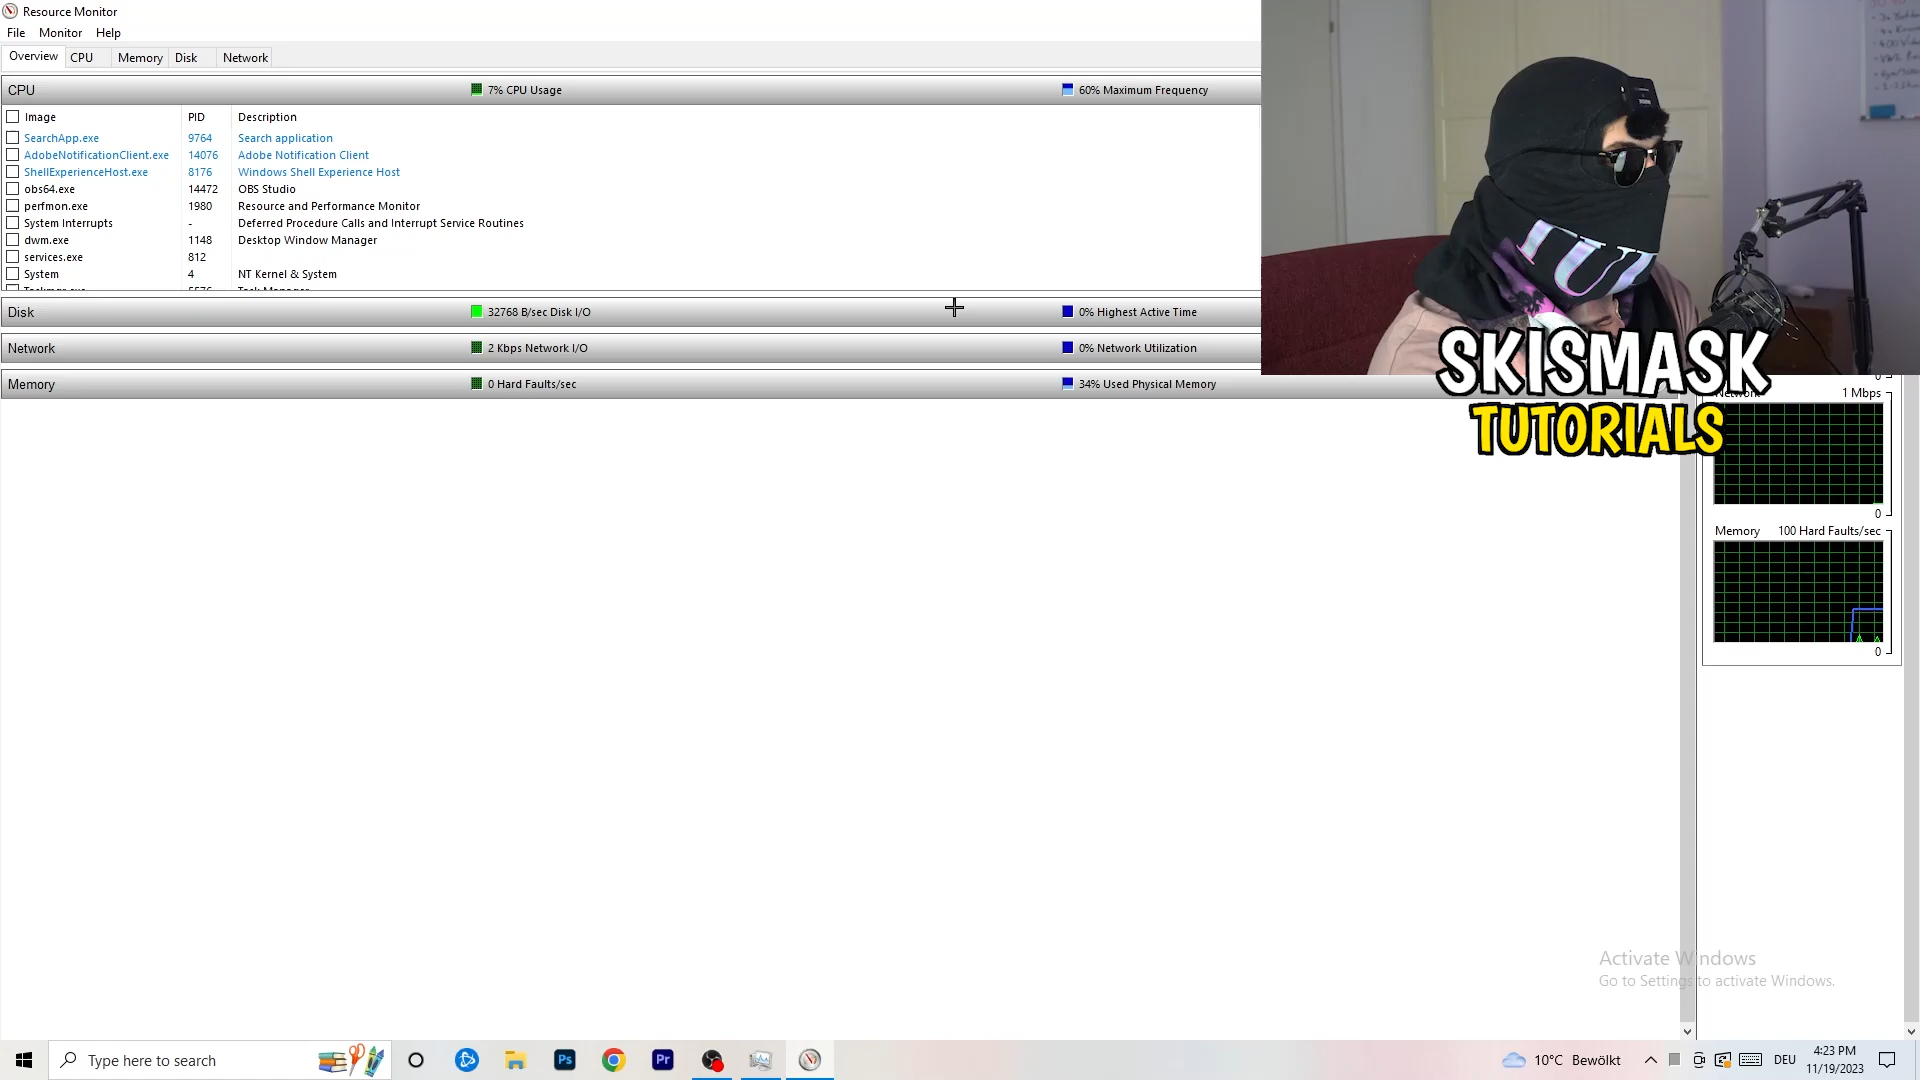 Resource Monitor
File Monitor Help
Overview CPU Memory Disk Network
CPU 7% CPU Usage 60% Maximum Frequency
Image PID Description
SearchApp.exe 9764 Search application
AdobeNotificationClient.exe 14076 Adobe Notification Client
ShellExperienceHost.exe 8176 Windows Shell Experience Host
obs64.exe 14472 OBS Studio
perfmon.exe 1980 Resource and Performance Monitor
System Interrupts - Deferred Procedure Calls and Interrupt Service Routines
dwm.exe 1148 Desktop Window Manager
services.exe 812
System 4 NT Kernel & System
Disk 32768 B/sec Disk I/O 0% Highest Active Time
Network 2 Kbps Network I/O 0% Network Utilization
Memory 0 Hard Faults/sec 34% Used Physical Memory
SKISMASK
TUTORIALS
Network 1 Mbps
0
Memory 100 Hard Faults/sec
0
Activate Windows
Go to Settings to activate Windows.
Type here to search
Ps
Pr
10°C Bewölkt
DEU
4:23 PM
11/19/2023